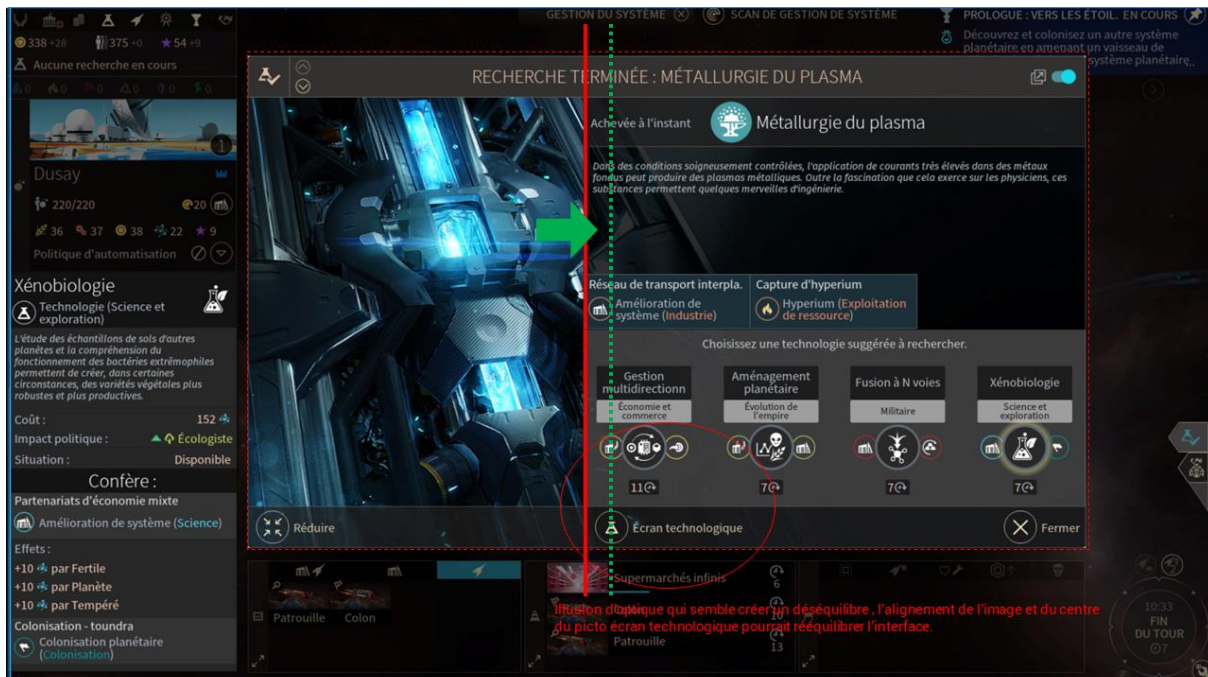 GESTION DU SYSTÈME
SCAN DE GESTION DE SYSTÈME
PROLOGUE : VERS LES ÉTOIL. EN COURS
338 +28
375 +0
54 +9
Découvrez et colonisez un autre système
planétaire en amenant un vaisseau de
système planétaire..
Aucune recherche en cours
0 0 0 0 0 0
RECHERCHE TERMINÉE : MÉTALLURGIE DU PLASMA
Achevée à l'instant
Métallurgie du plasma
Dans des conditions soigneusement contrôlées, l'application de courants très élevés dans des métaux
fondus peut produire des plasmas métalliques. Outre la fascination que cela exerce sur les physiciens, ces
substances permettent quelques merveilles d'ingénierie.
1
Dusay
220/220
20
36 37 38 22 9
Politique d'automatisation
Xénobiologie
Technologie (Science et
exploration)
L'étude des échantillons de sols d'autres
planètes et la compréhension du
fonctionnement des bactéries extrêmophiles
permettent de créer, dans certaines
circonstances, des variétés végétales plus
robustes et plus productives.
Coût : 152
Impact politique : Écologiste
Situation : Disponible
Confère :
Partenariats d'économie mixte
Amélioration de système (Science)
Effets :
+10 par Fertile
+10 par Planète
+10 par Tempéré
Colonisation - toundra
Colonisation planétaire
(Colonisation)
Réseau de transport interpla.
Amélioration de
système (Industrie)
Capture d'hyperium
Hyperium (Exploitation
de ressource)
Choisissez une technologie suggérée à rechercher.
Gestion
multidirectionn
Économie et
commerce
11
Aménagement
planétaire
Évolution de
l'empire
7
Fusion à N voies
Militaire
7
Xénobiologie
Science et
exploration
7
Réduire
Écran technologique
Fermer
Patrouille
Colon
Supermarchés infinis
6
Colon
10
Patrouille
13
Illusion d'optique qui semble créer un déséquilibre , l'alignement de l'image et du centre
du picto écran technologique pourrait rééquilibrer l'interface.
10:33
FIN
DU TOUR
7